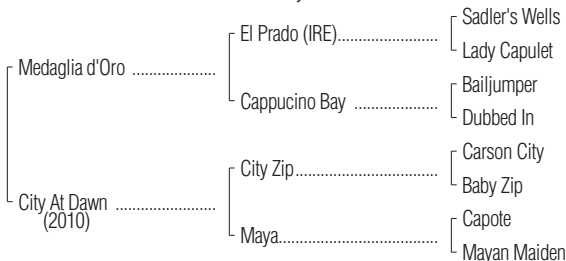 Sadler's Wells
El Prado (IRE)..........................
Lady Capulet
Medaglia d'Oro .....................
Bailjumper
Cappucino Bay .....................
Dubbed In
Carson City
City Zip....................................
Baby Zip
City At Dawn .........................
(2010)
Capote
Maya........................................
Mayan Maiden